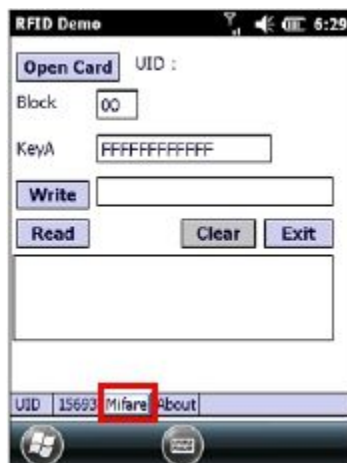 RFID Demo 6:29
Open Card UID :
Block 00
KeyA FFFFFFFFFFFF
Write
Read Clear Exit
UID 15693 Mifare About